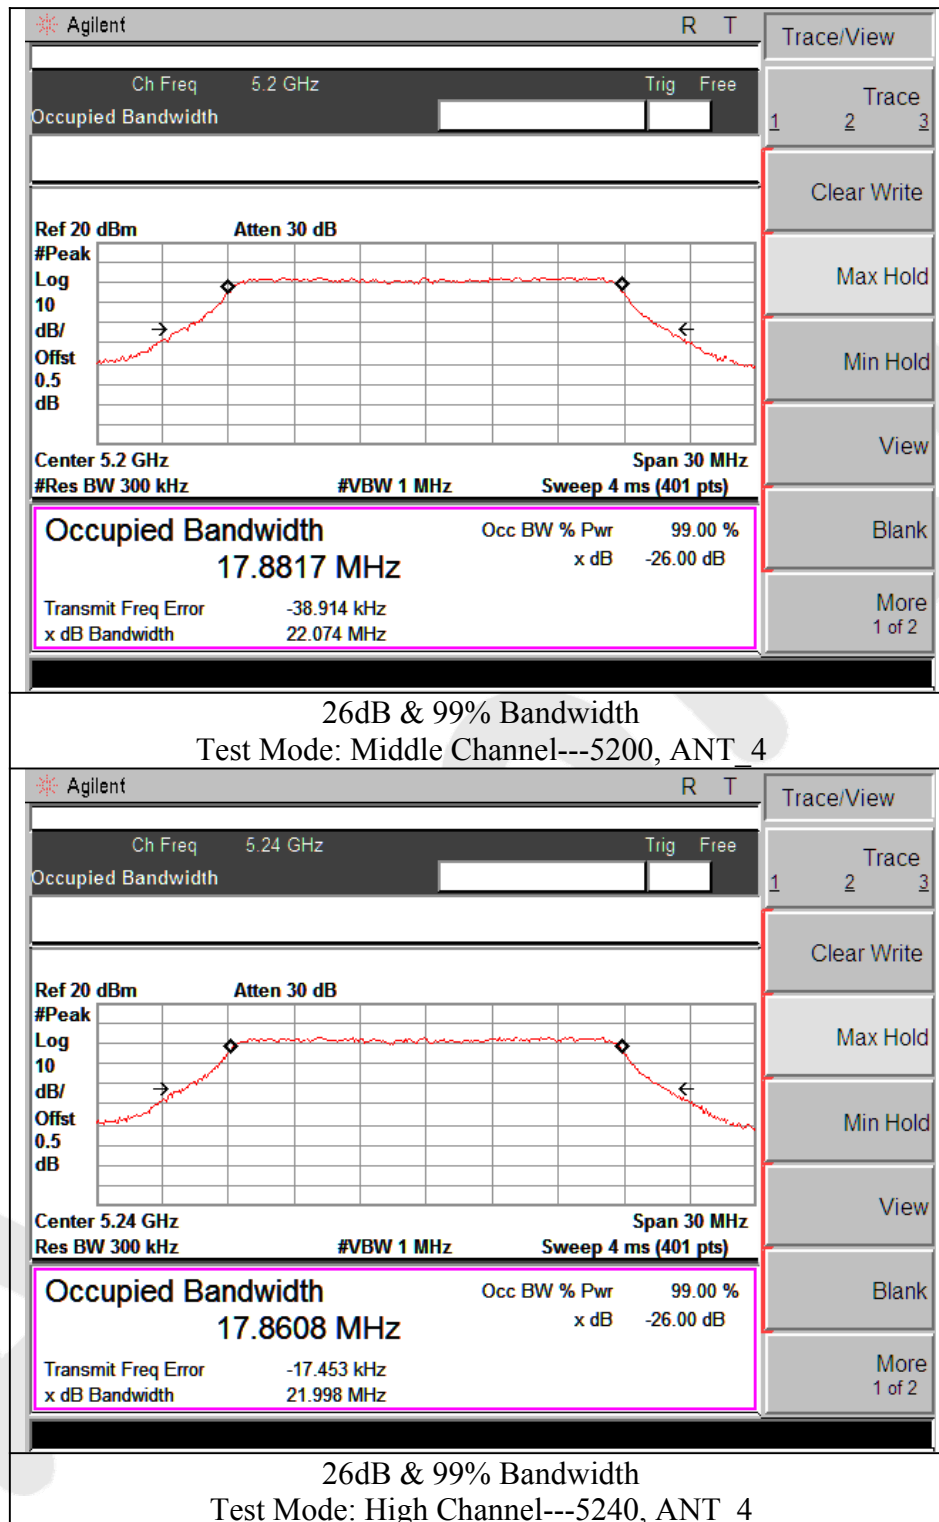 Agilent R T
Trace/View
Ch Freq 5.2 GHz Trig Free
Occupied Bandwidth
Trace
1 2 3
Clear Write
Ref 20 dBm Atten 30 dB
#Peak
Log
10
dB/
Offst
0.5
dB
Max Hold
Min Hold
View
Center 5.2 GHz Span 30 MHz
#Res BW 300 kHz #VBW 1 MHz Sweep 4 ms (401 pts)
Occupied Bandwidth Occ BW % Pwr 99.00 %
17.8817 MHz x dB -26.00 dB
Blank
Transmit Freq Error -38.914 kHz
x dB Bandwidth 22.074 MHz
More
1 of 2
26dB & 99% Bandwidth
Test Mode: Middle Channel---5200, ANT_4
Agilent R T
Trace/View
Ch Freq 5.24 GHz Trig Free
Occupied Bandwidth
Trace
1 2 3
Clear Write
Ref 20 dBm Atten 30 dB
#Peak
Log
10
dB/
Offst
0.5
dB
Max Hold
Min Hold
View
Center 5.24 GHz Span 30 MHz
Res BW 300 kHz #VBW 1 MHz Sweep 4 ms (401 pts)
Occupied Bandwidth Occ BW % Pwr 99.00 %
17.8608 MHz x dB -26.00 dB
Blank
Transmit Freq Error -17.453 kHz
x dB Bandwidth 21.998 MHz
More
1 of 2
26dB & 99% Bandwidth
Test Mode: High Channel---5240, ANT_4